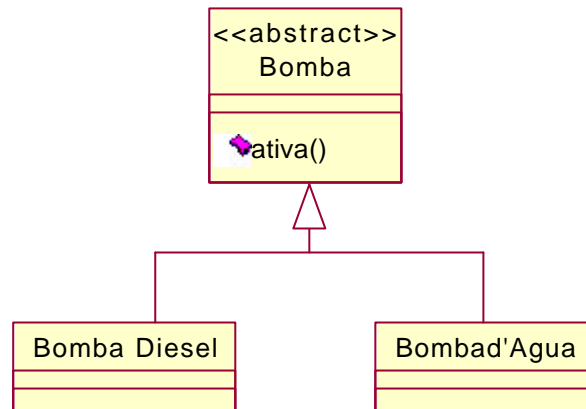 <<abstract>>
Bomba
ativa()
Bomba Diesel
Bombad'Agua